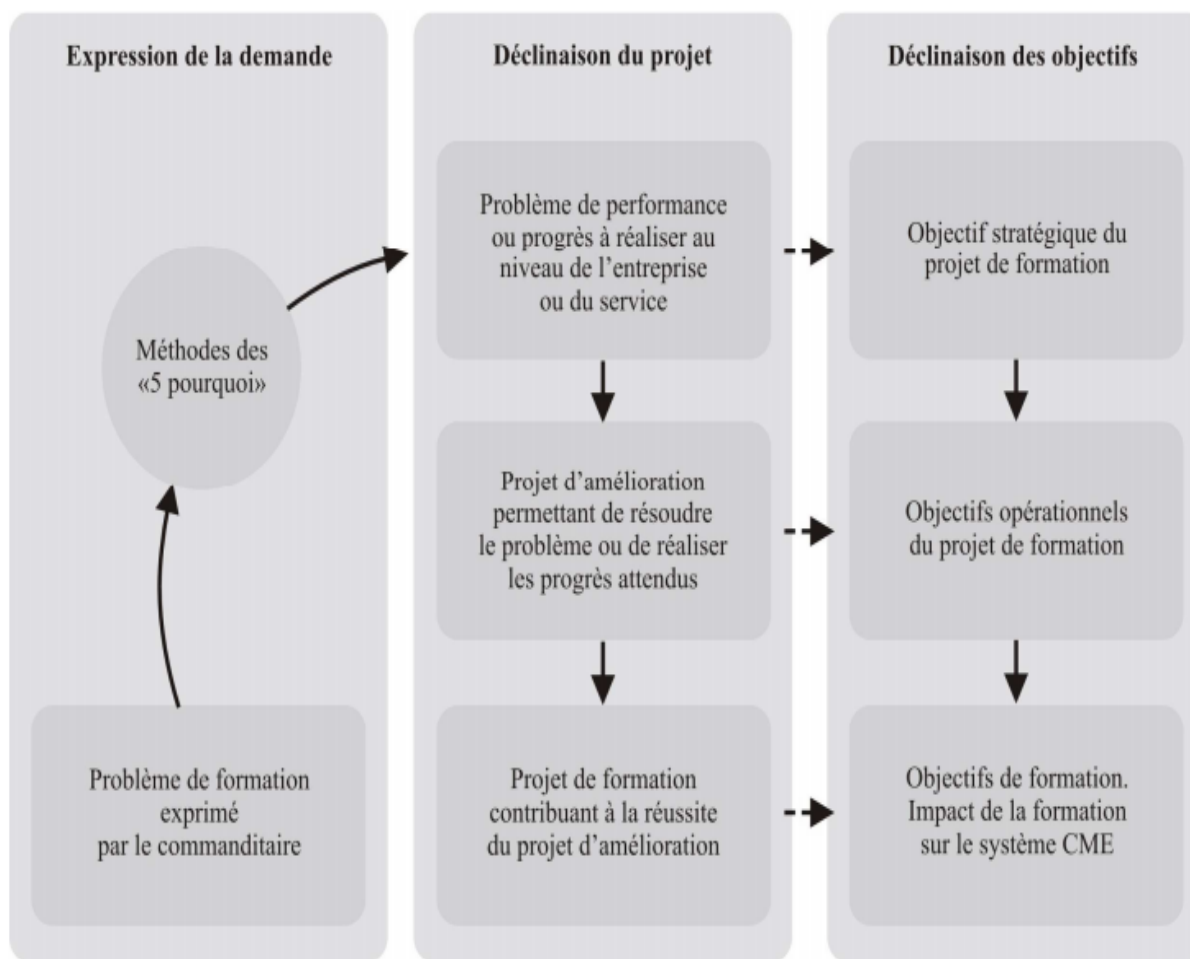 Expression de la demande
Méthodes des
«5 pourquoi»
Problème de formation
exprimé
par le commanditaire
Déclinaison du projet
Problème de performance
ou progrès à réaliser au
niveau de l’entreprise
ou du service
Projet d’amélioration
permettant de résoudre
le problème ou de réaliser
les progrès attendus
Projet de formation
contribuant à la réussite
du projet d’amélioration
Déclinaison des objectifs
Objectif stratégique du
projet de formation
Objectifs opérationnels
du projet de formation
Objectifs de formation.
Impact de la formation
sur le système CME